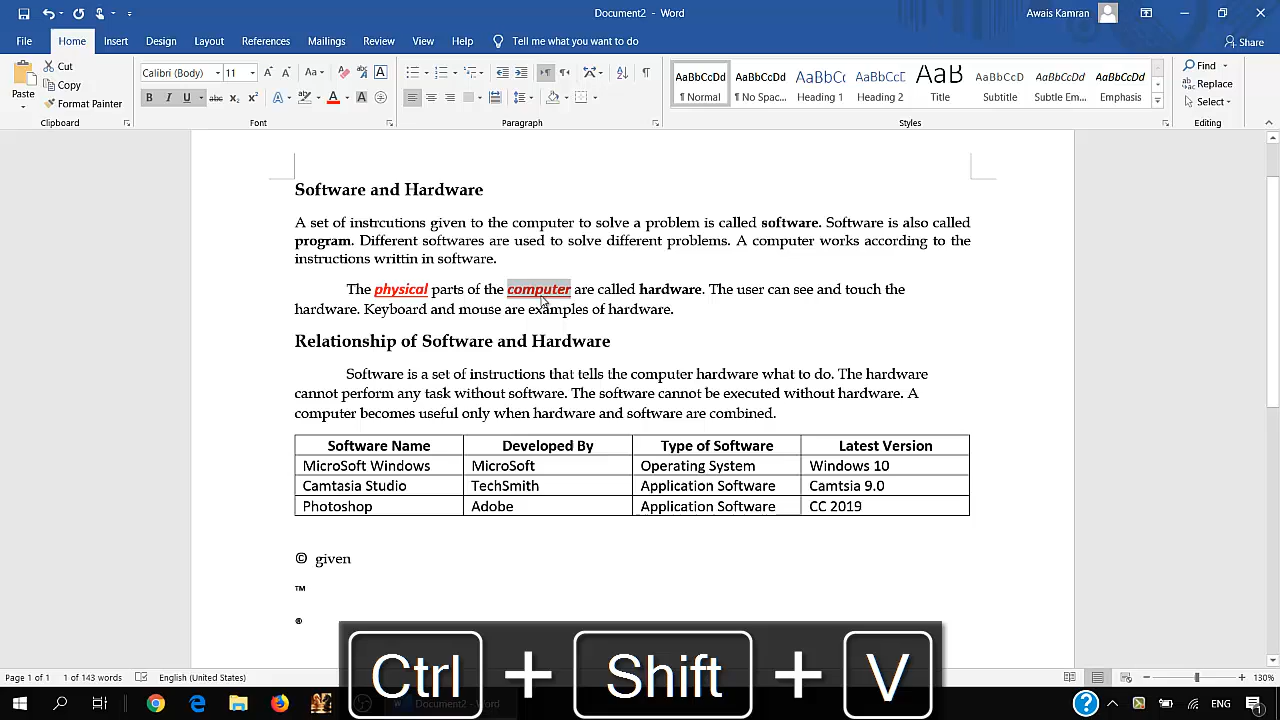 Document2 - Word
Awais Kamran
File Home Insert Design Layout References Mailings Review View Help Tell me what you want to do Share
Paste
Cut
Copy
Format Painter
Clipboard
Calibri (Body) 11
B I U abc
Font
Paragraph
AaBbCcDd ¶ Normal
AaBbCcDd ¶ No Spac...
AaBbC Heading 1
AaBbCcE Heading 2
AaB Title
AaBbCcD Subtitle
AaBbCcDd Subtle Em...
AaBbCcDd Emphasis
Styles
Find
Replace
Select
Editing
Software and Hardware
A set of instrcutions given to the computer to solve a problem is called software. Software is also called
program. Different softwares are used to solve different problems. A computer works according to the
instructions writtin in software.
The physical parts of the computer are called hardware. The user can see and touch the
hardware. Keyboard and mouse are examples of hardware.
Relationship of Software and Hardware
Software is a set of instructions that tells the computer hardware what to do. The hardware
cannot perform any task without software. The software cannot be executed without hardware. A
computer becomes useful only when hardware and software are combined.
Software Name Developed By Type of Software Latest Version
MicroSoft Windows MicroSoft Operating System Windows 10
Camtasia Studio TechSmith Application Software Camtsia 9.0
Photoshop Adobe Application Software CC 2019
© given
™
®
Ctrl + Shift + V
Page 1 of 1 1 of 143 words English (United States) 130%
Document2 - Word
ENG